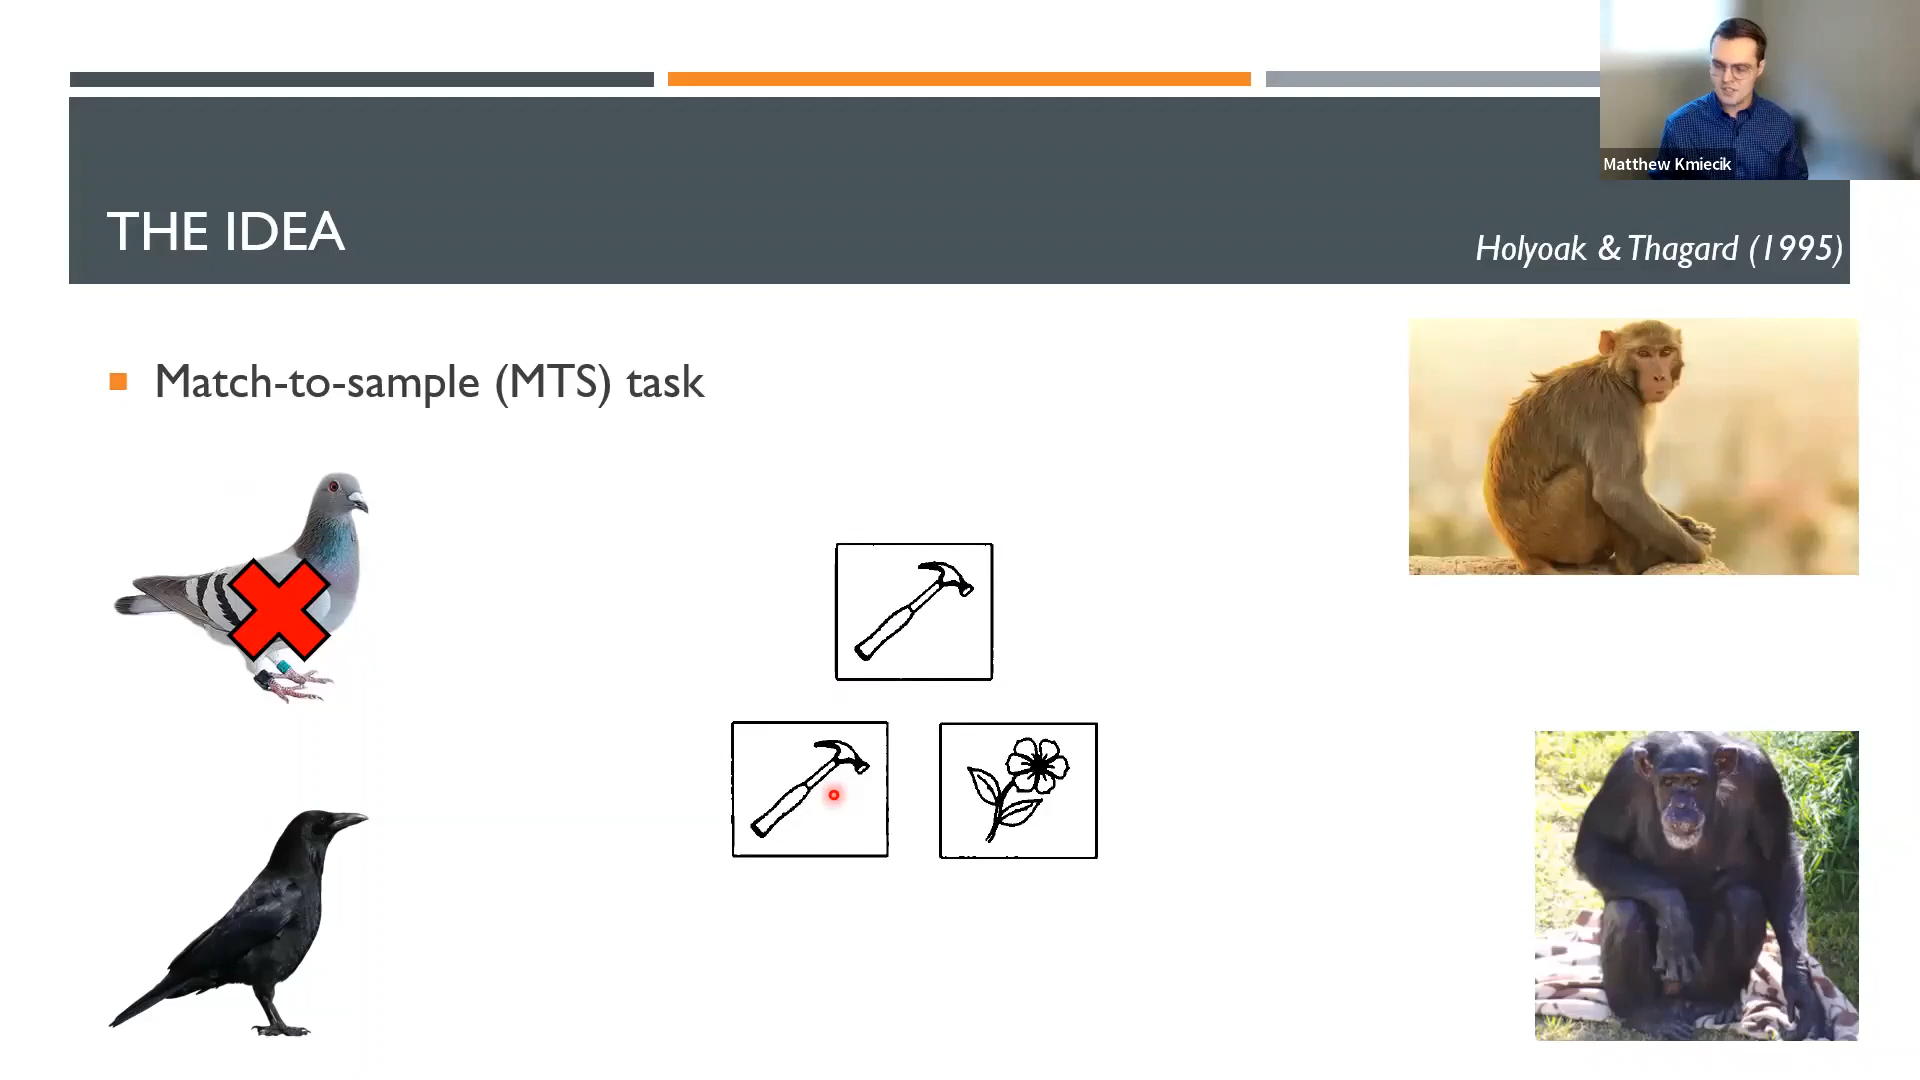 Matthew Kmiecik
THE IDEA
Holyoak & Thagard (1995)
Match-to-sample (MTS) task